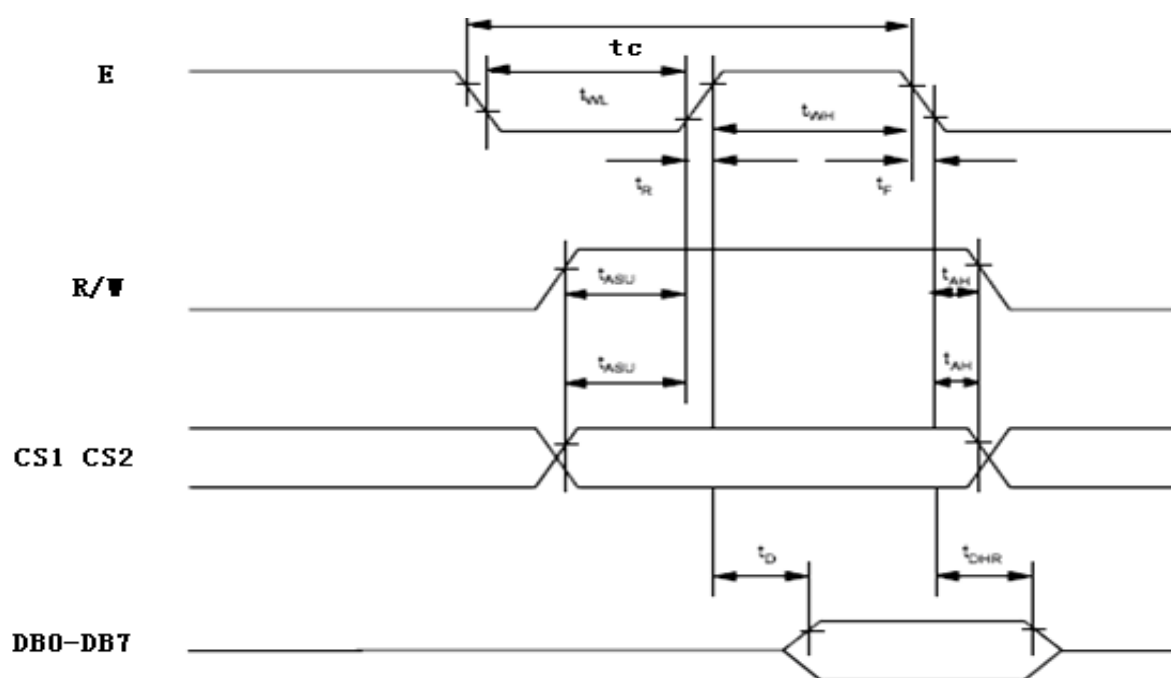 tc
E
tWL
tWH
tR
tF
R/W
tASU
tAH
tASU
tAH
CS1 CS2
tD
tDHR
DB0-DB7